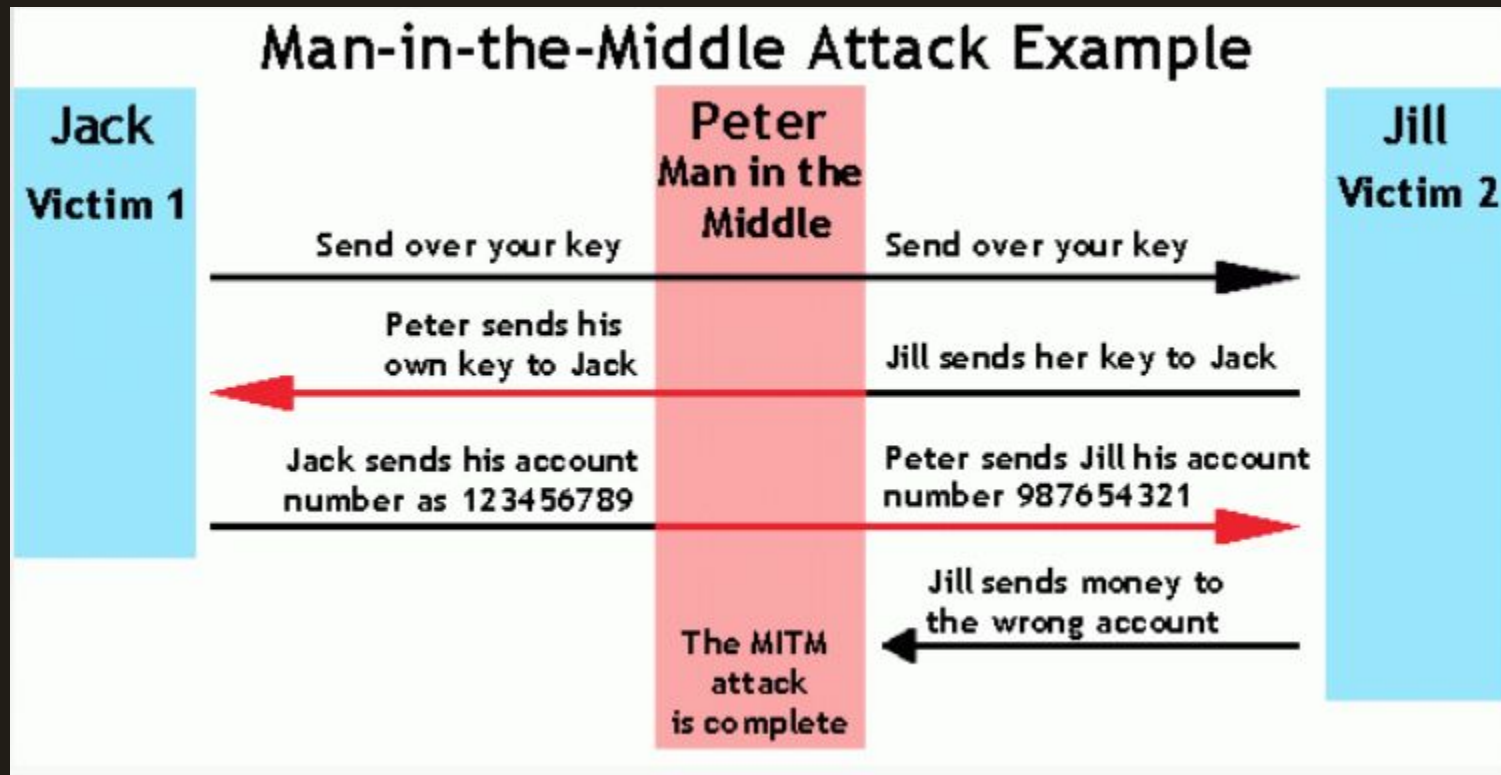 Man-in-the-Middle Attack Example
Jack
Victim 1
Peter
Man in the
Middle
Jill
Victim 2
Send over your key
Send over your key
Peter sends his
own key to Jack
Jill sends her key to Jack
Jack sends his account
number as 123456789
Peter sends Jill his account
number 987654321
Jill sends money to
the wrong account
The MITM
attack
is complete